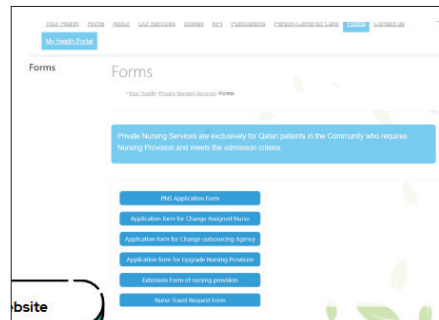 Your Health Home About Our Services Stories KPI Publications Person-Centered Care Forms Contact us
My Health Portal
Forms
Forms
Your Health Private Nursing Services Forms
Private Nursing Services are exclusively for Qatari patients in the Community who requires
Nursing Provision and meets the admission criteria.
PNS Application Form
Application form for Change Assigned Nurse
Application form for Change outsourcing Agency
Application form for Upgrade Nursing Provision
Extension Form of nursing provision
Nurse Travel Request Form
bsite